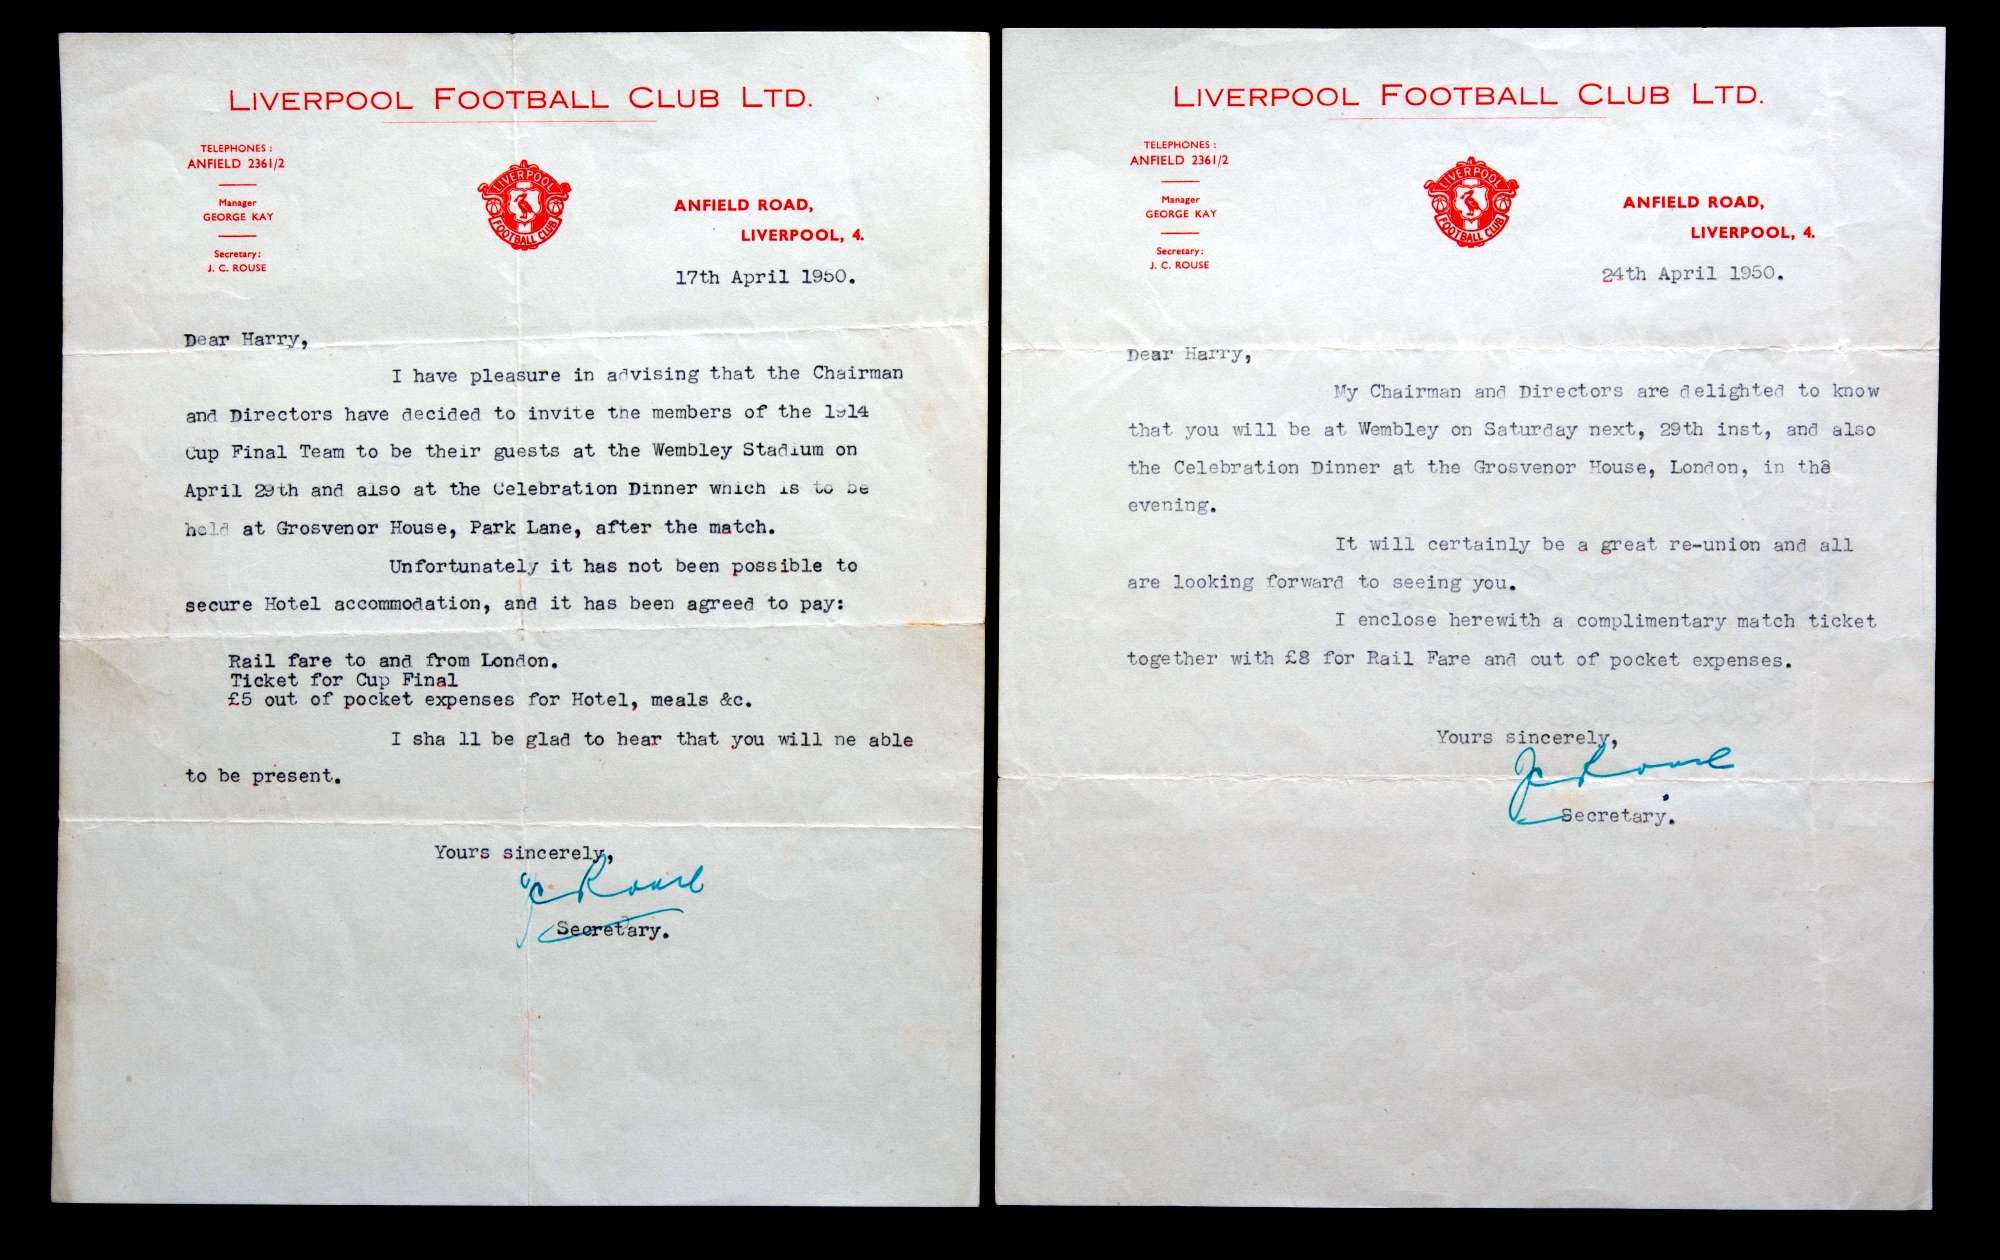 LIVERPOOL FOOTBALL CLUB LTD.
TELEPHONES:
ANFIELD 2361/2
Manager
GEORGE KAY
Secretary:
J. C. ROUSE
LIVERPOOL
FOOTBALL CLUB
ANFIELD ROAD,
LIVERPOOL, 4.
17th April 1950.
Dear Harry,
I have pleasure in advising that the Chairman
and Directors have decided to invite the members of the 1914
Cup Final Team to be their guests at the Wembley Stadium on
April 29th and also at the Celebration Dinner which is to be
held at Grosvenor House, Park Lane, after the match.
Unfortunately it has not been possible to
secure Hotel accommodation, and it has been agreed to pay:
Rail fare to and from London.
Ticket for Cup Final
£5 out of pocket expenses for Hotel, meals &c.
I sha ll be glad to hear that you will ne able
to be present.
Yours sincerely,
JC Rouse
Secretary.
LIVERPOOL FOOTBALL CLUB LTD.
TELEPHONES:
ANFIELD 2361/2
Manager
GEORGE KAY
Secretary:
J. C. ROUSE
LIVERPOOL
FOOTBALL CLUB
ANFIELD ROAD,
LIVERPOOL, 4.
24th April 1950.
Dear Harry,
My Chairman and Directors are delighted to know
that you will be at Wembley on Saturday next, 29th inst, and also
the Celebration Dinner at the Grosvenor House, London, in the
evening.
It will certainly be a great re-union and all
are looking forward to seeing you.
I enclose herewith a complimentary match ticket
together with £8 for Rail Fare and out of pocket expenses.
Yours sincerely,
JC Rouse
Secretary.